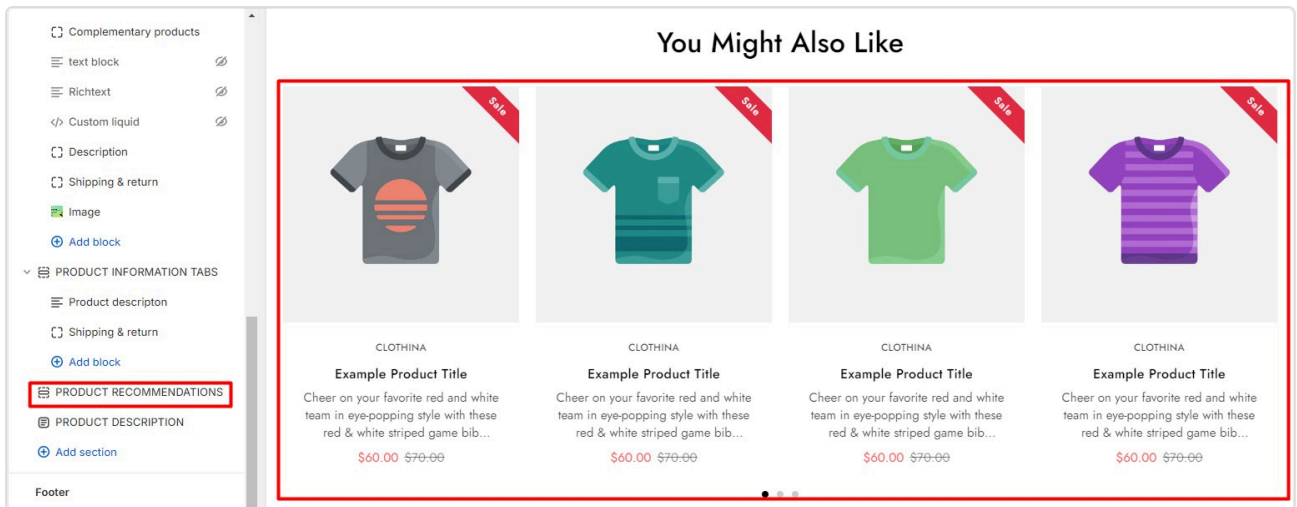 Complementary products
text block
Richtext
Custom liquid
Description
Shipping & return
Image
Add block
PRODUCT INFORMATION TABS
Product descripton
Shipping & return
Add block
PRODUCT RECOMMENDATIONS
PRODUCT DESCRIPTION
Add section
Footer
You Might Also Like
Sale
Sale
Sale
Sale
CLOTHINA
Example Product Title
Cheer on your favorite red and white
team in eye-popping style with these
red & white striped game bib...
$60.00 $70.00
CLOTHINA
Example Product Title
Cheer on your favorite red and white
team in eye-popping style with these
red & white striped game bib...
$60.00 $70.00
CLOTHINA
Example Product Title
Cheer on your favorite red and white
team in eye-popping style with these
red & white striped game bib...
$60.00 $70.00
CLOTHINA
Example Product Title
Cheer on your favorite red and white
team in eye-popping style with these
red & white striped game bib...
$60.00 $70.00